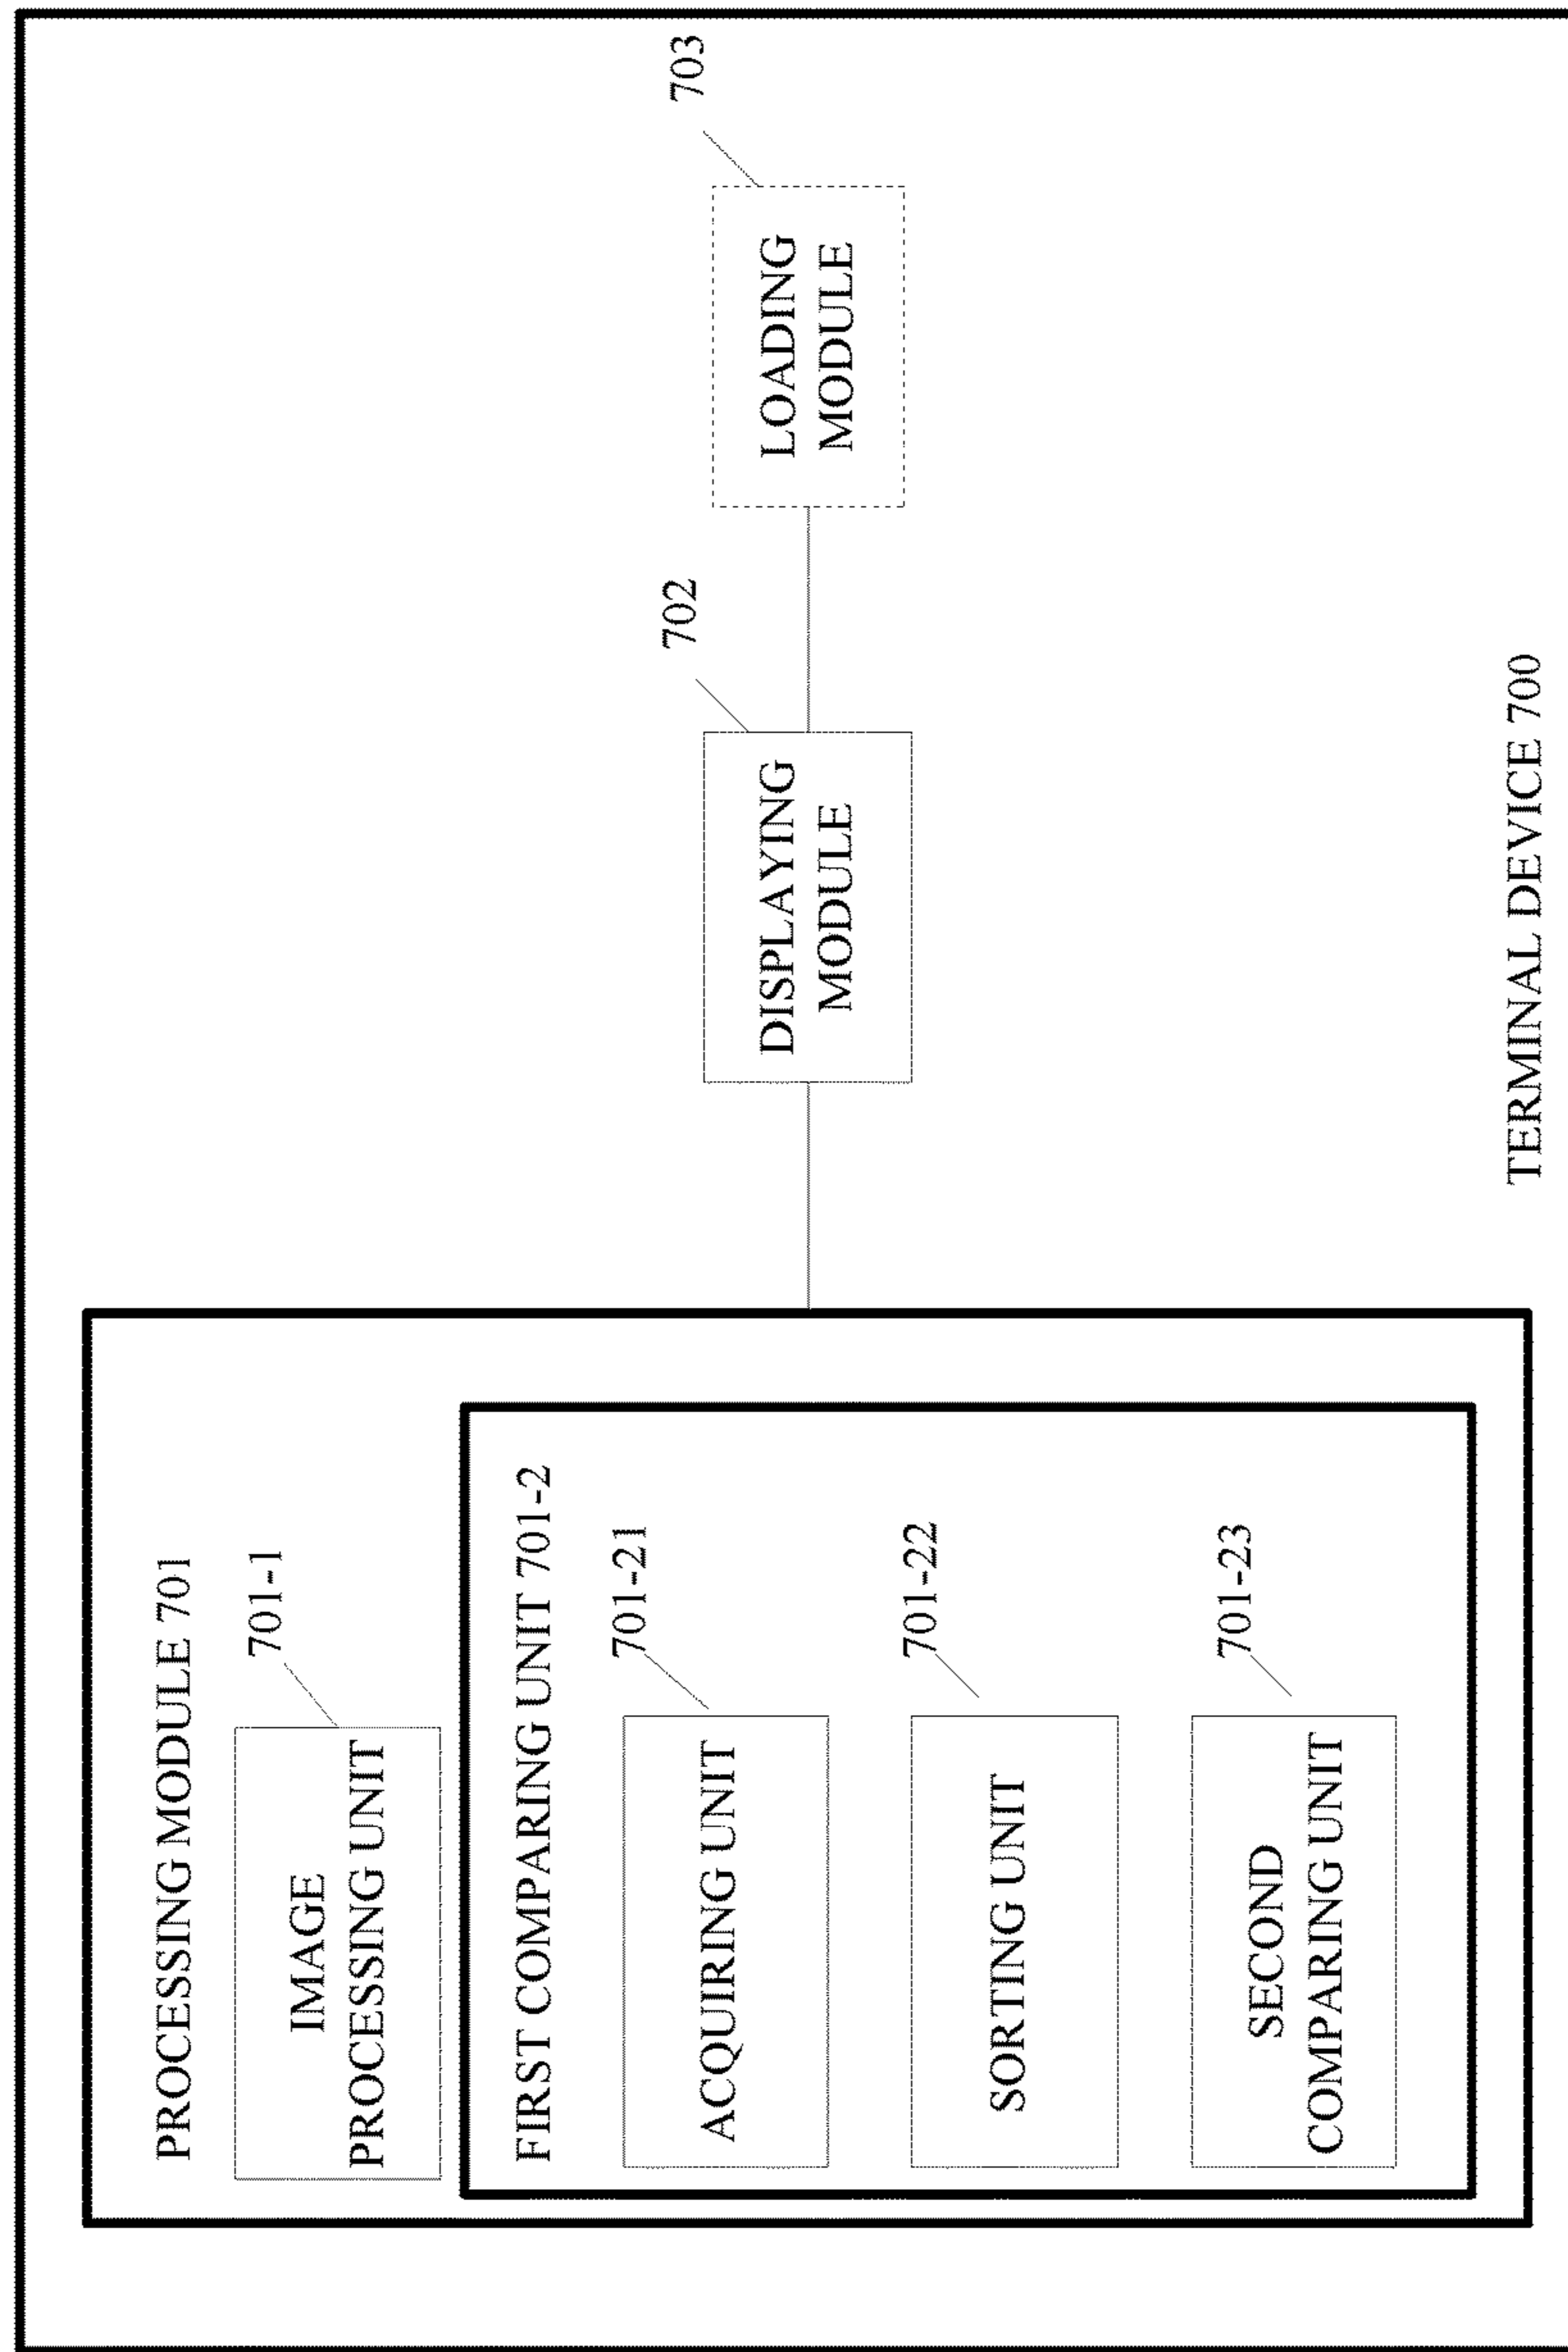 PROCESSING MODULE 701
701-1
IMAGE
PROCESSING UNIT
FIRST COMPARING UNIT 701-2
701-21
ACQUIRING UNIT
701-22
SORTING UNIT
701-23
SECOND
COMPARING UNIT
702
DISPLAYING
MODULE
703
LOADING
MODULE
TERMINAL DEVICE 700